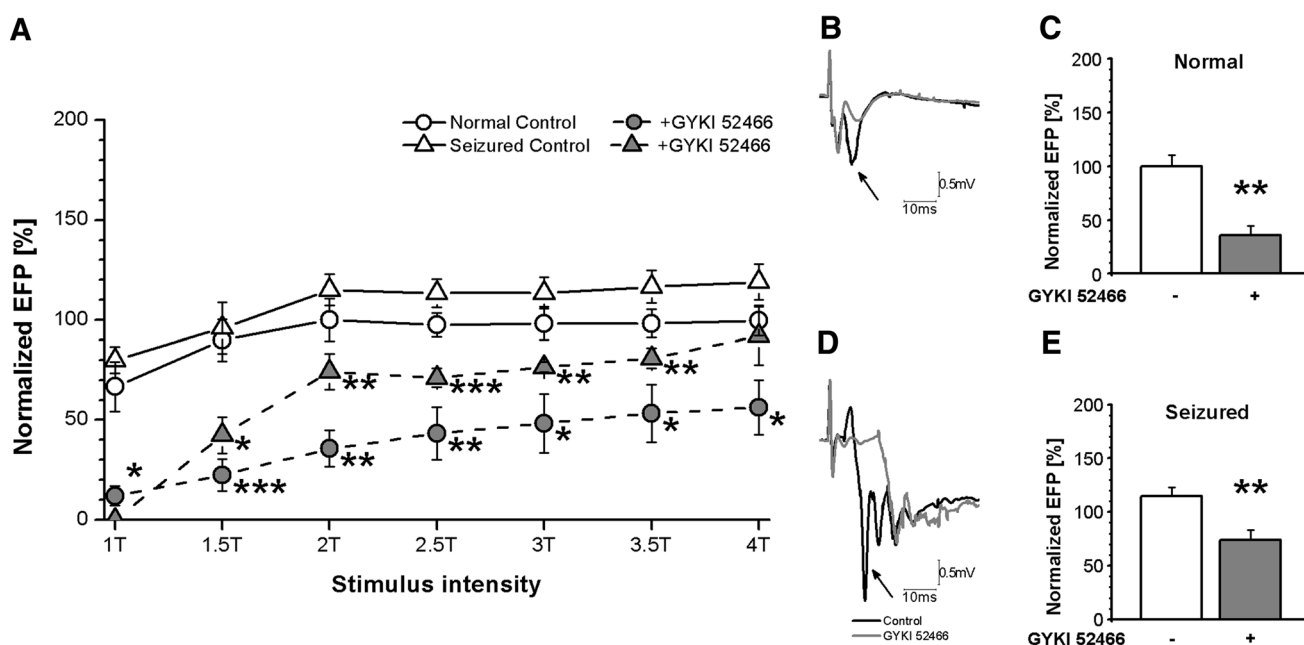 A
Normalized EFP [%]
200
150
100
50
0
Normal Control
+GYKI 52466
Seizured Control
+GYKI 52466
*
***
*
**
**
***
**
**
*
**
*
*
1T
1.5T
2T
2.5T
3T
3.5T
4T
Stimulus intensity
B
0.5mV
10ms
C
Normalized EFP [%]
200
150
100
50
0
Normal
**
GYKI 52466
-
+
D
0.5mV
10ms
Control
GYKI 52466
E
Normalized EFP [%]
200
150
100
50
0
Seizured
**
GYKI 52466
-
+